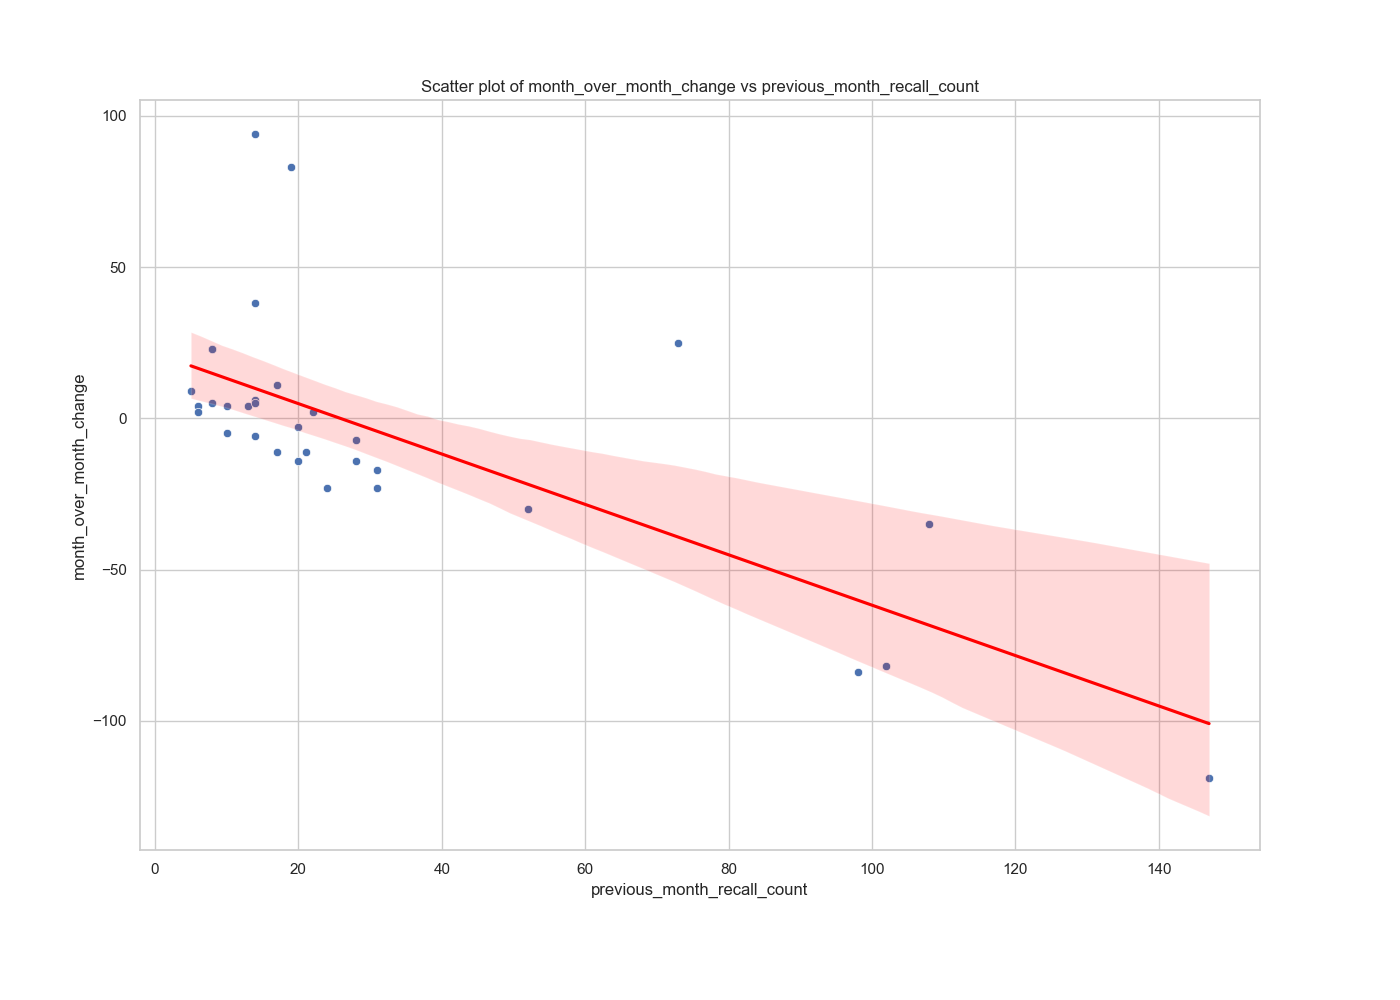 Scatter plot of month_over_month_change vs previous_month_recall_count
100
50
0
−50
−100
month_over_month_change
0 20 40 60 80 100 120 140
previous_month_recall_count